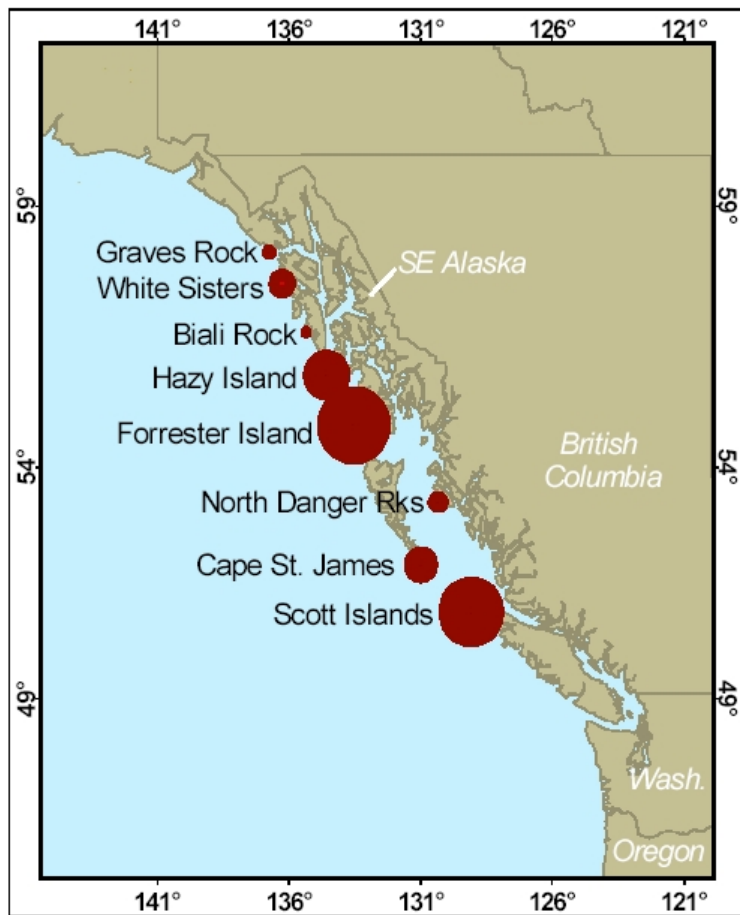 141° 136° 131° 126° 121°
59° 59°
Graves Rock
SE Alaska
White Sisters
Biali Rock
Hazy Island
Forrester Island
British
Columbia
54° 54°
North Danger Rks
Cape St. James
Scott Islands
49° 49°
Wash.
Oregon
141° 136° 131° 126° 121°